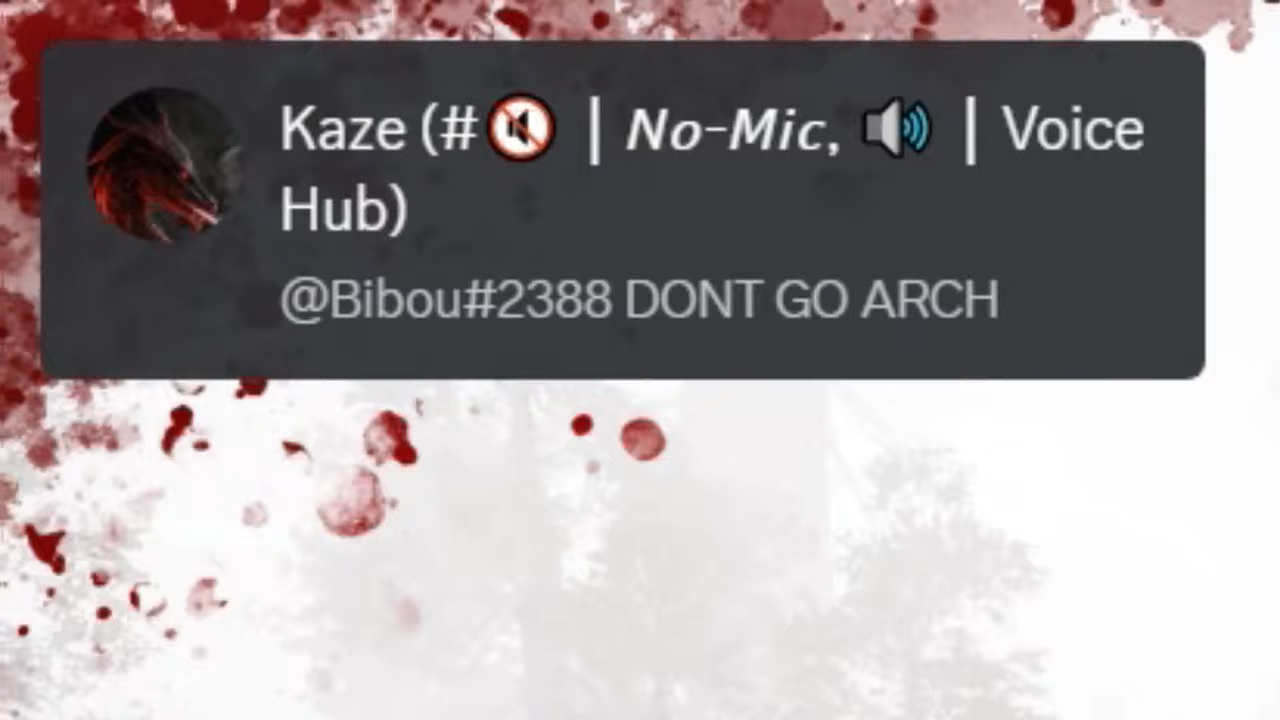 Kaze (#🔇 | No-Mic, 🔊 | Voice
Hub)
@Bibou#2388 DONT GO ARCH